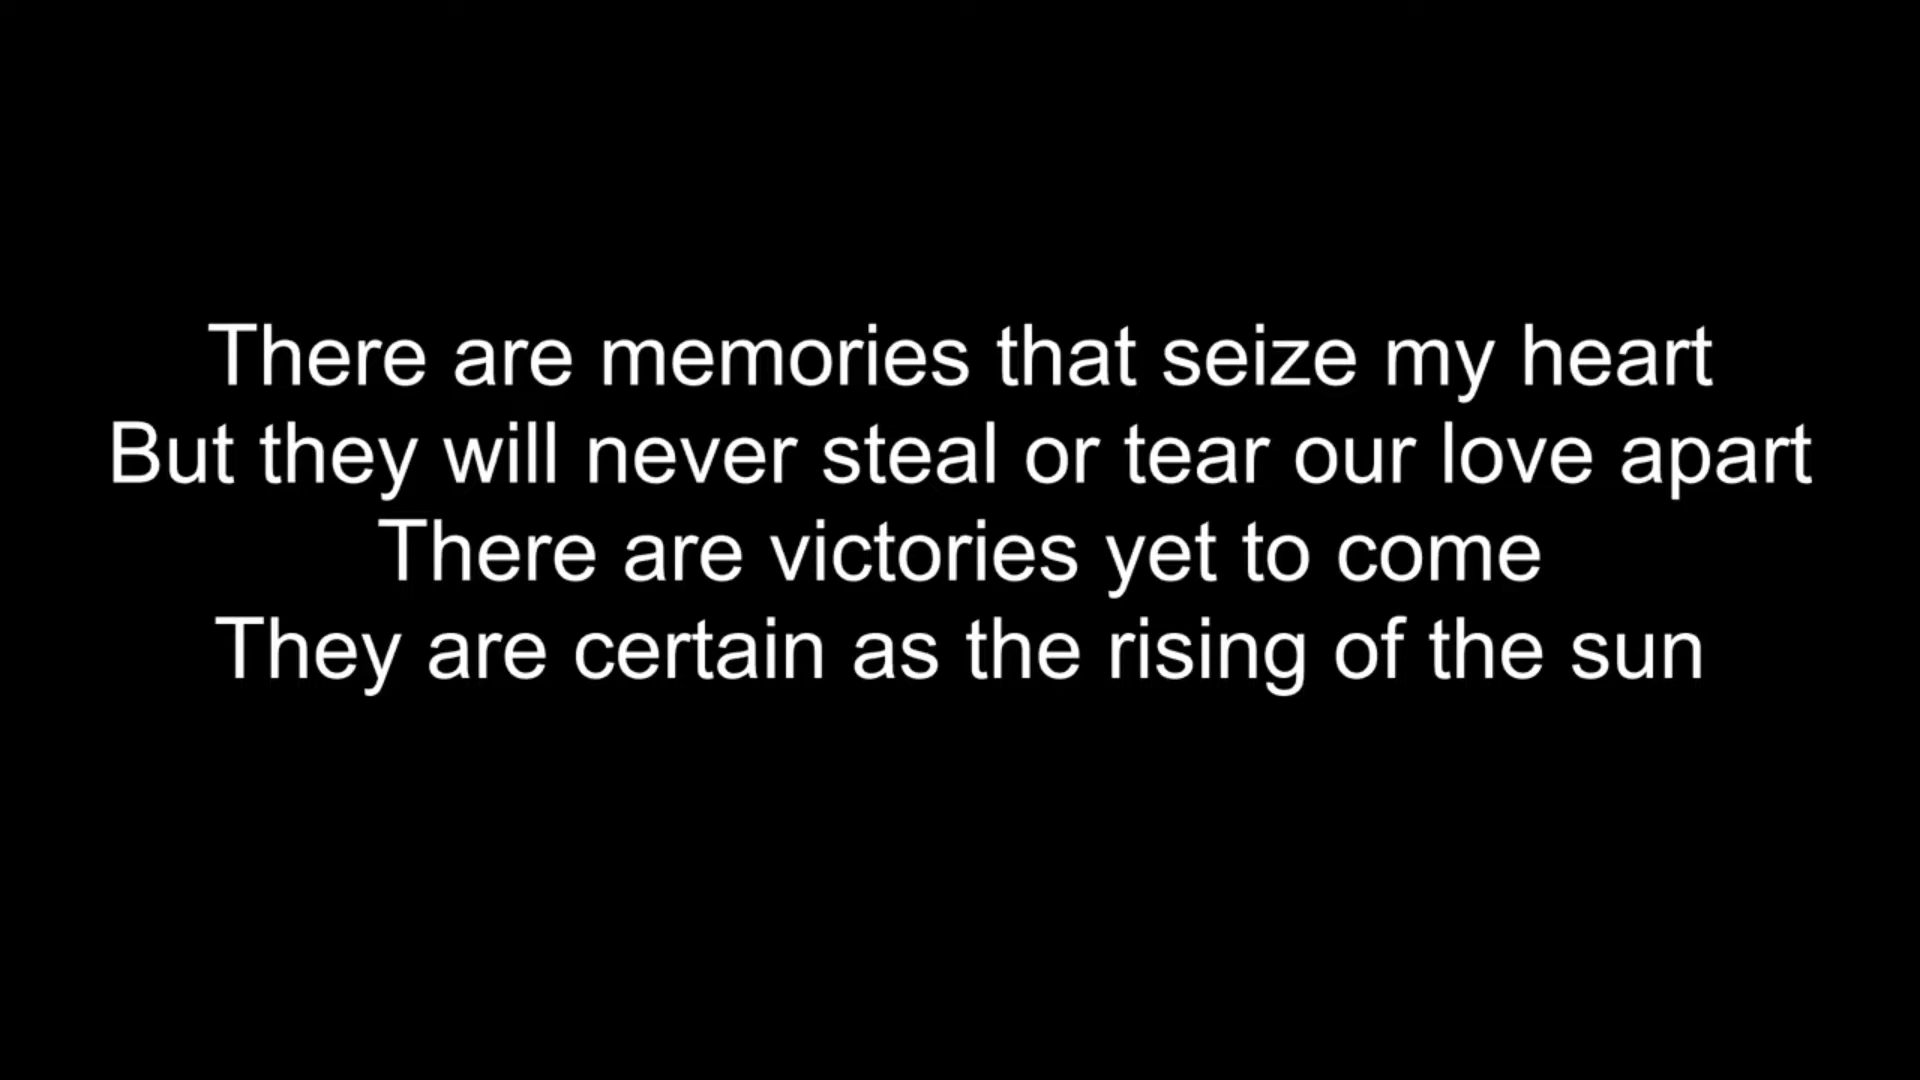 There are memories that seize my heart
But they will never steal or tear our love apart
There are victories yet to come
They are certain as the rising of the sun